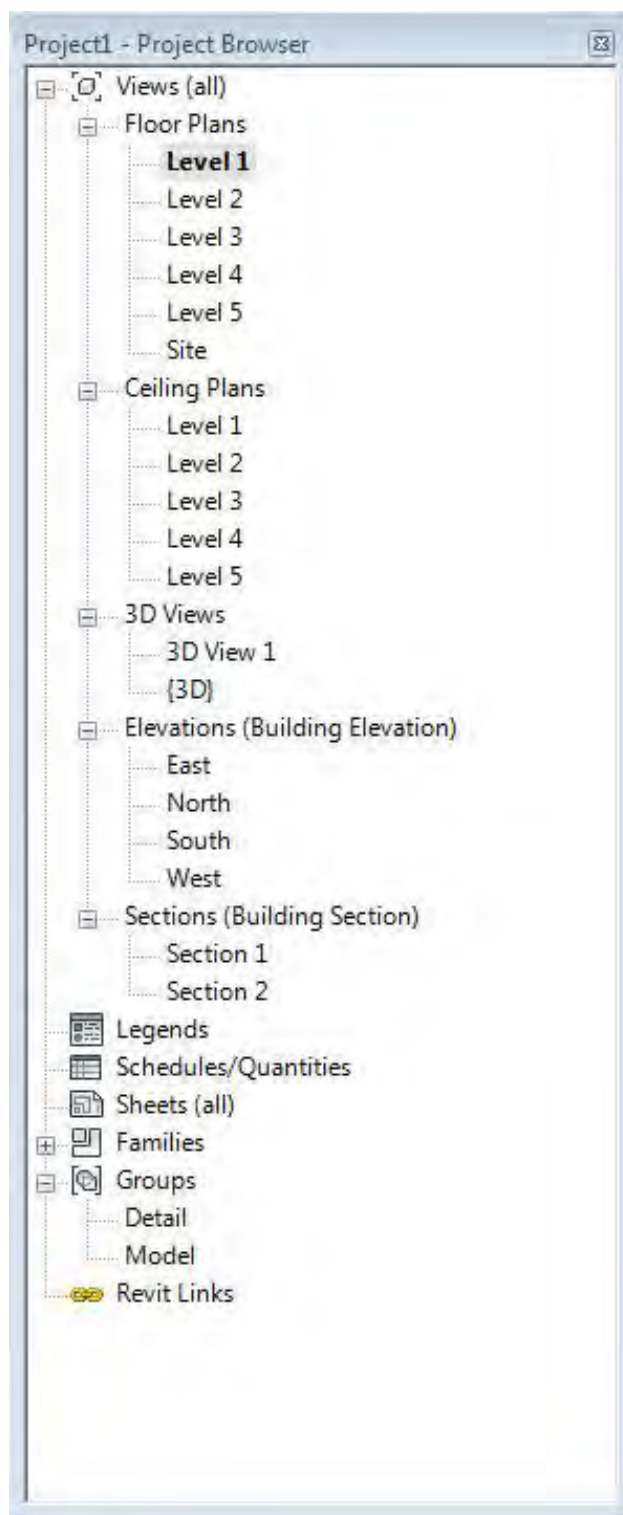 Project1 - Project Browser
Views (all)
Floor Plans
Level 1
Level 2
Level 3
Level 4
Level 5
Site
Ceiling Plans
Level 1
Level 2
Level 3
Level 4
Level 5
3D Views
3D View 1
{3D}
Elevations (Building Elevation)
East
North
South
West
Sections (Building Section)
Section 1
Section 2
Legends
Schedules/Quantities
Sheets (all)
Families
Groups
Detail
Model
Revit Links